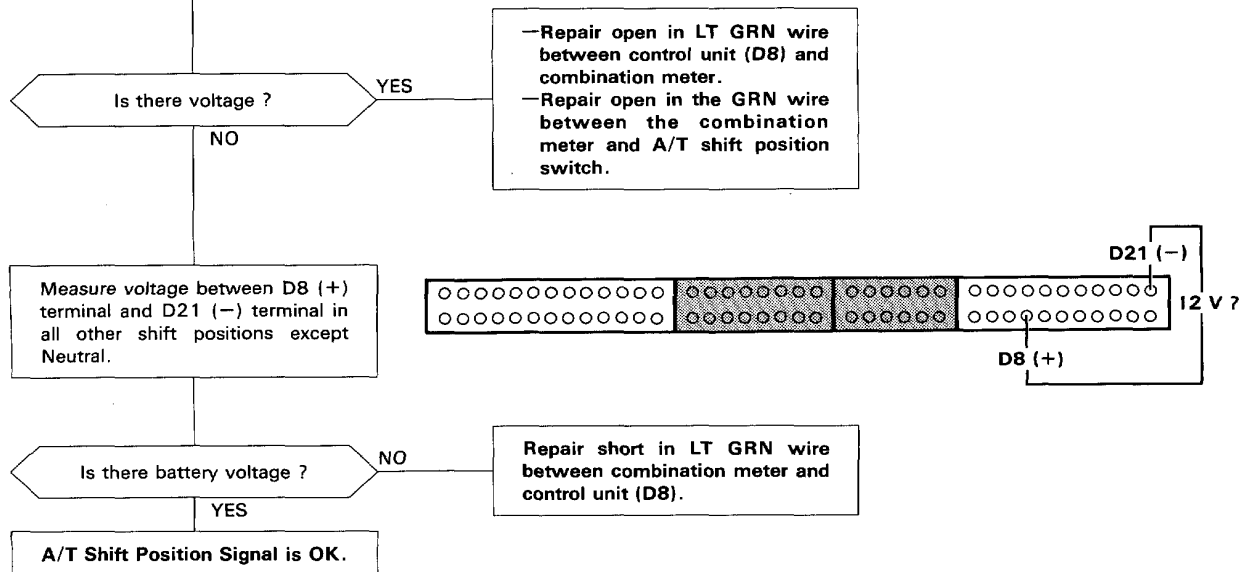 —Repair open in LT GRN wire
between control unit (D8) and
combination meter.
—Repair open in the GRN wire
between the combination
meter and A/T shift position
switch.
Is there voltage ?
YES
NO
Measure voltage between D8 (+)
terminal and D21 (−) terminal in
all other shift positions except
Neutral.
D21 (−)
12 V ?
D8 (+)
Is there battery voltage ?
NO
Repair short in LT GRN wire
between combination meter and
control unit (D8).
YES
A/T Shift Position Signal is OK.